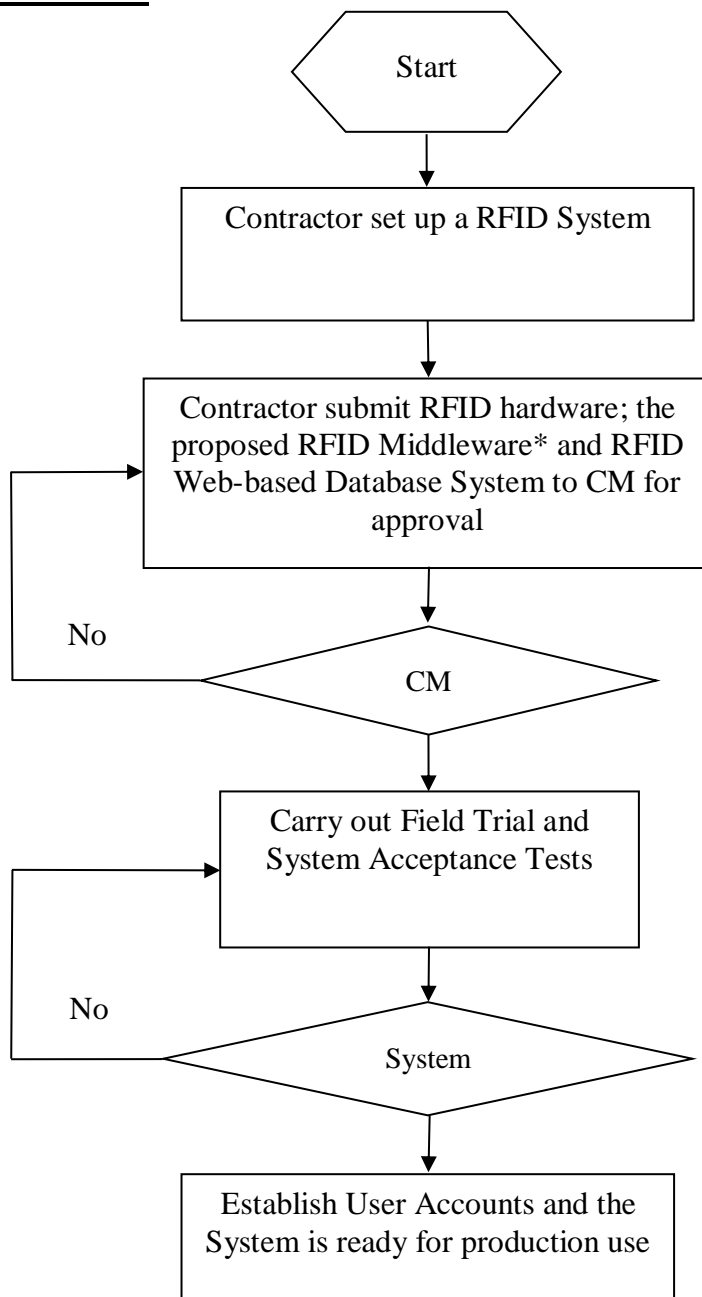 Start
Contractor set up a RFID System
Contractor submit RFID hardware; the
proposed RFID Middleware* and RFID
Web-based Database System to CM for
approval
No
CM
Carry out Field Trial and
System Acceptance Tests
No
System
Establish User Accounts and the
System is ready for production use